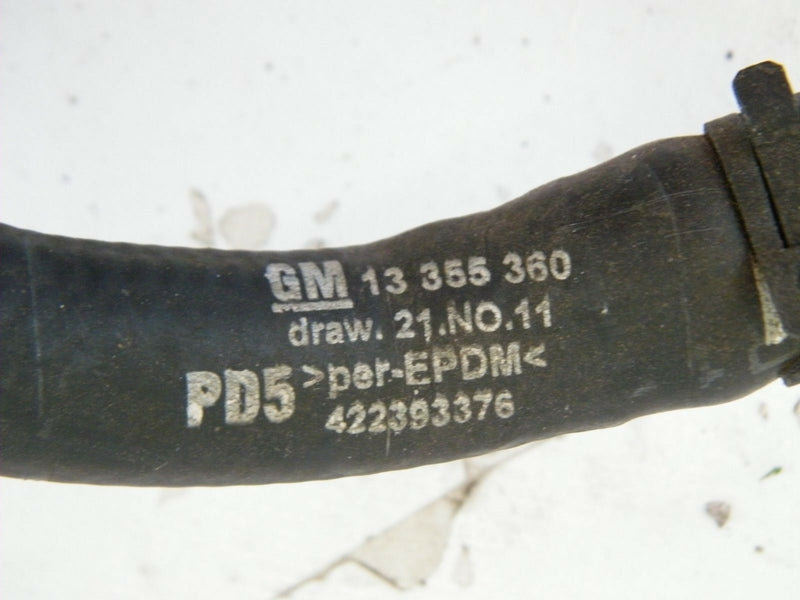 GM 13 355 360
draw. 21.NO.11
PD5 >per-EPDM<
422393376